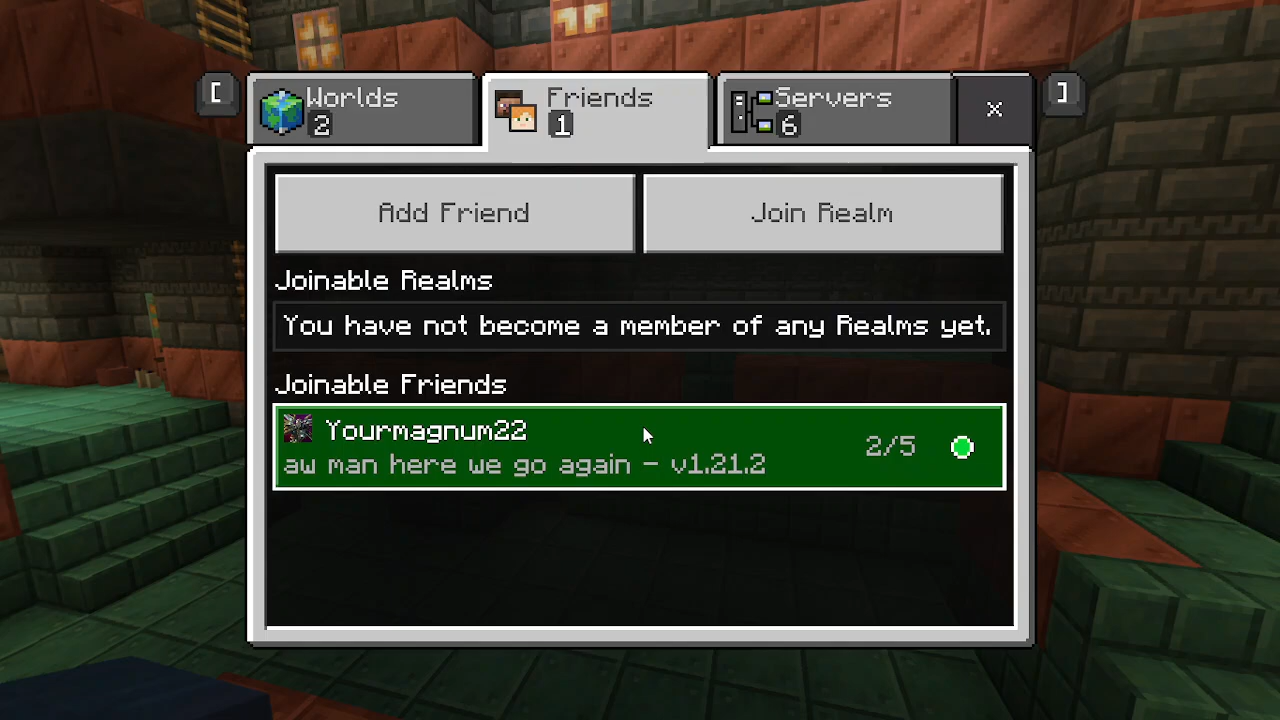 [
Worlds
2
Friends
1
Servers
6
×
]
Add Friend
Join Realm
Joinable Realms
You have not become a member of any Realms yet.
Joinable Friends
Yourmagnum22
aw man here we go again - v1.21.2
2/5